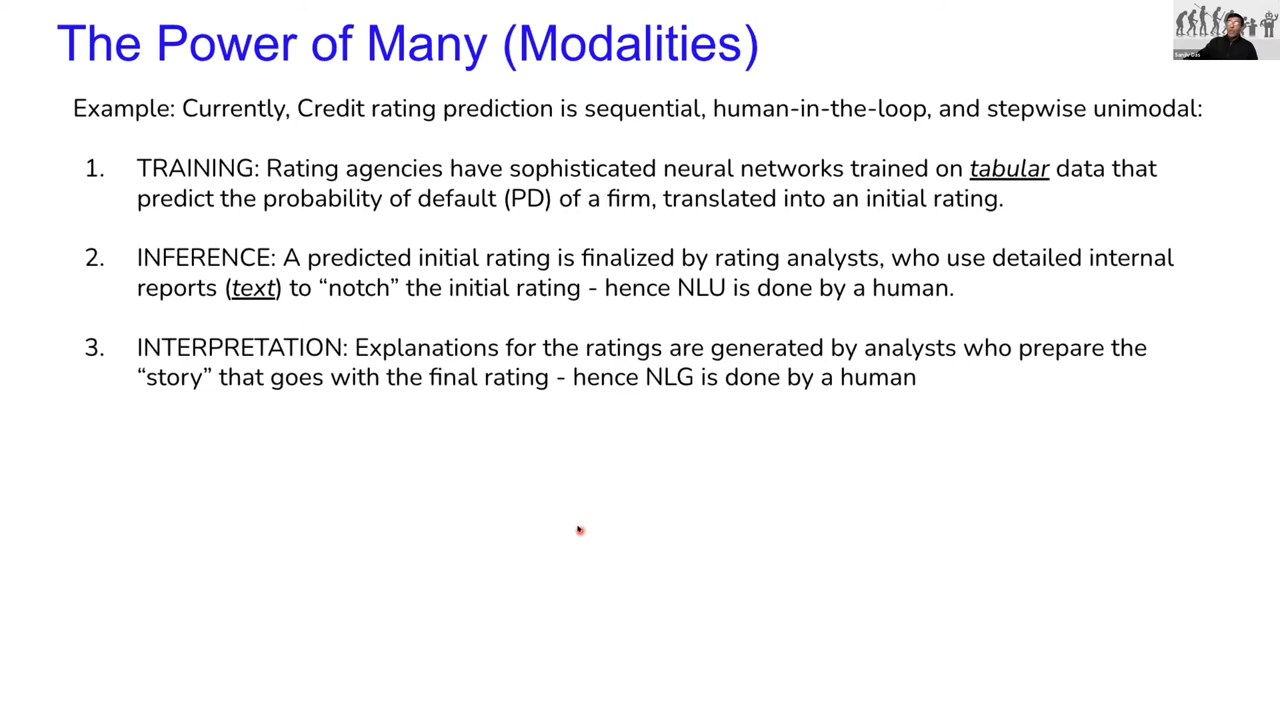 The Power of Many (Modalities)
Sanjiv Das
Example: Currently, Credit rating prediction is sequential, human-in-the-loop, and stepwise unimodal:
1. TRAINING: Rating agencies have sophisticated neural networks trained on tabular data that
predict the probability of default (PD) of a firm, translated into an initial rating.
2. INFERENCE: A predicted initial rating is finalized by rating analysts, who use detailed internal
reports (text) to “notch” the initial rating - hence NLU is done by a human.
3. INTERPRETATION: Explanations for the ratings are generated by analysts who prepare the
“story” that goes with the final rating - hence NLG is done by a human